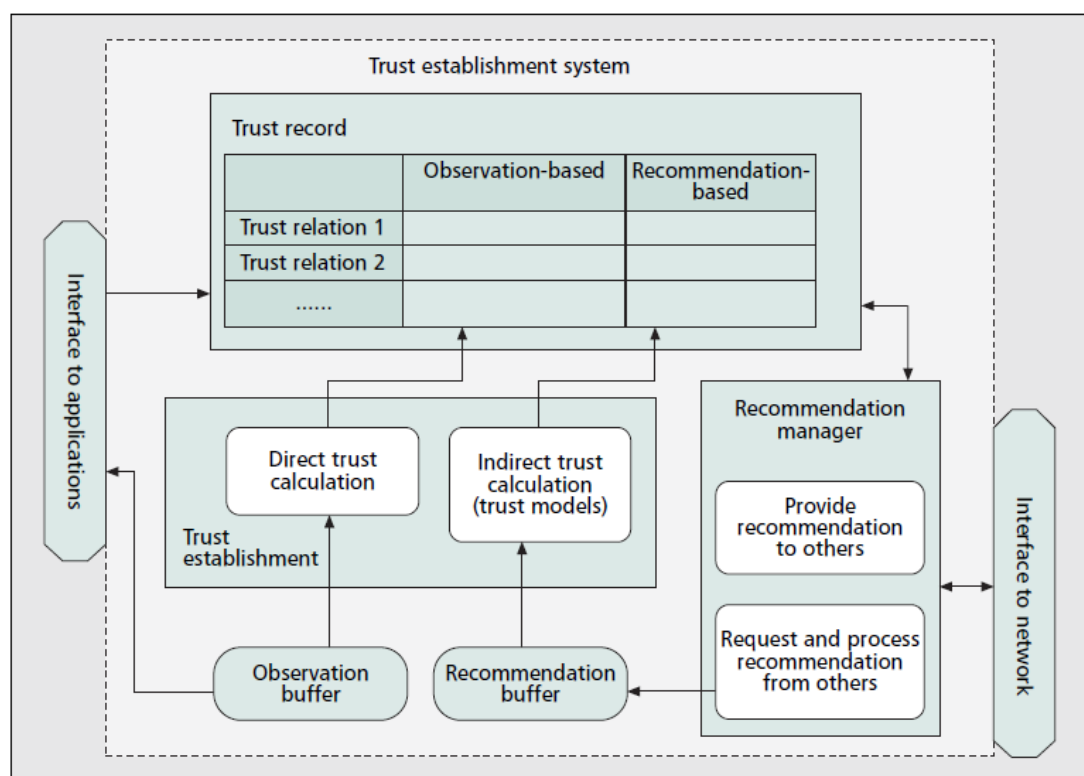 Trust establishment system
Trust record
Observation-based
Recommendation-
based
Trust relation 1
Trust relation 2
......
Interface to applications
Direct trust
calculation
Indirect trust
calculation
(trust models)
Trust
establishment
Recommendation
manager
Provide
recommendation
to others
Request and process
recommendation
from others
Interface to network
Observation
buffer
Recommendation
buffer